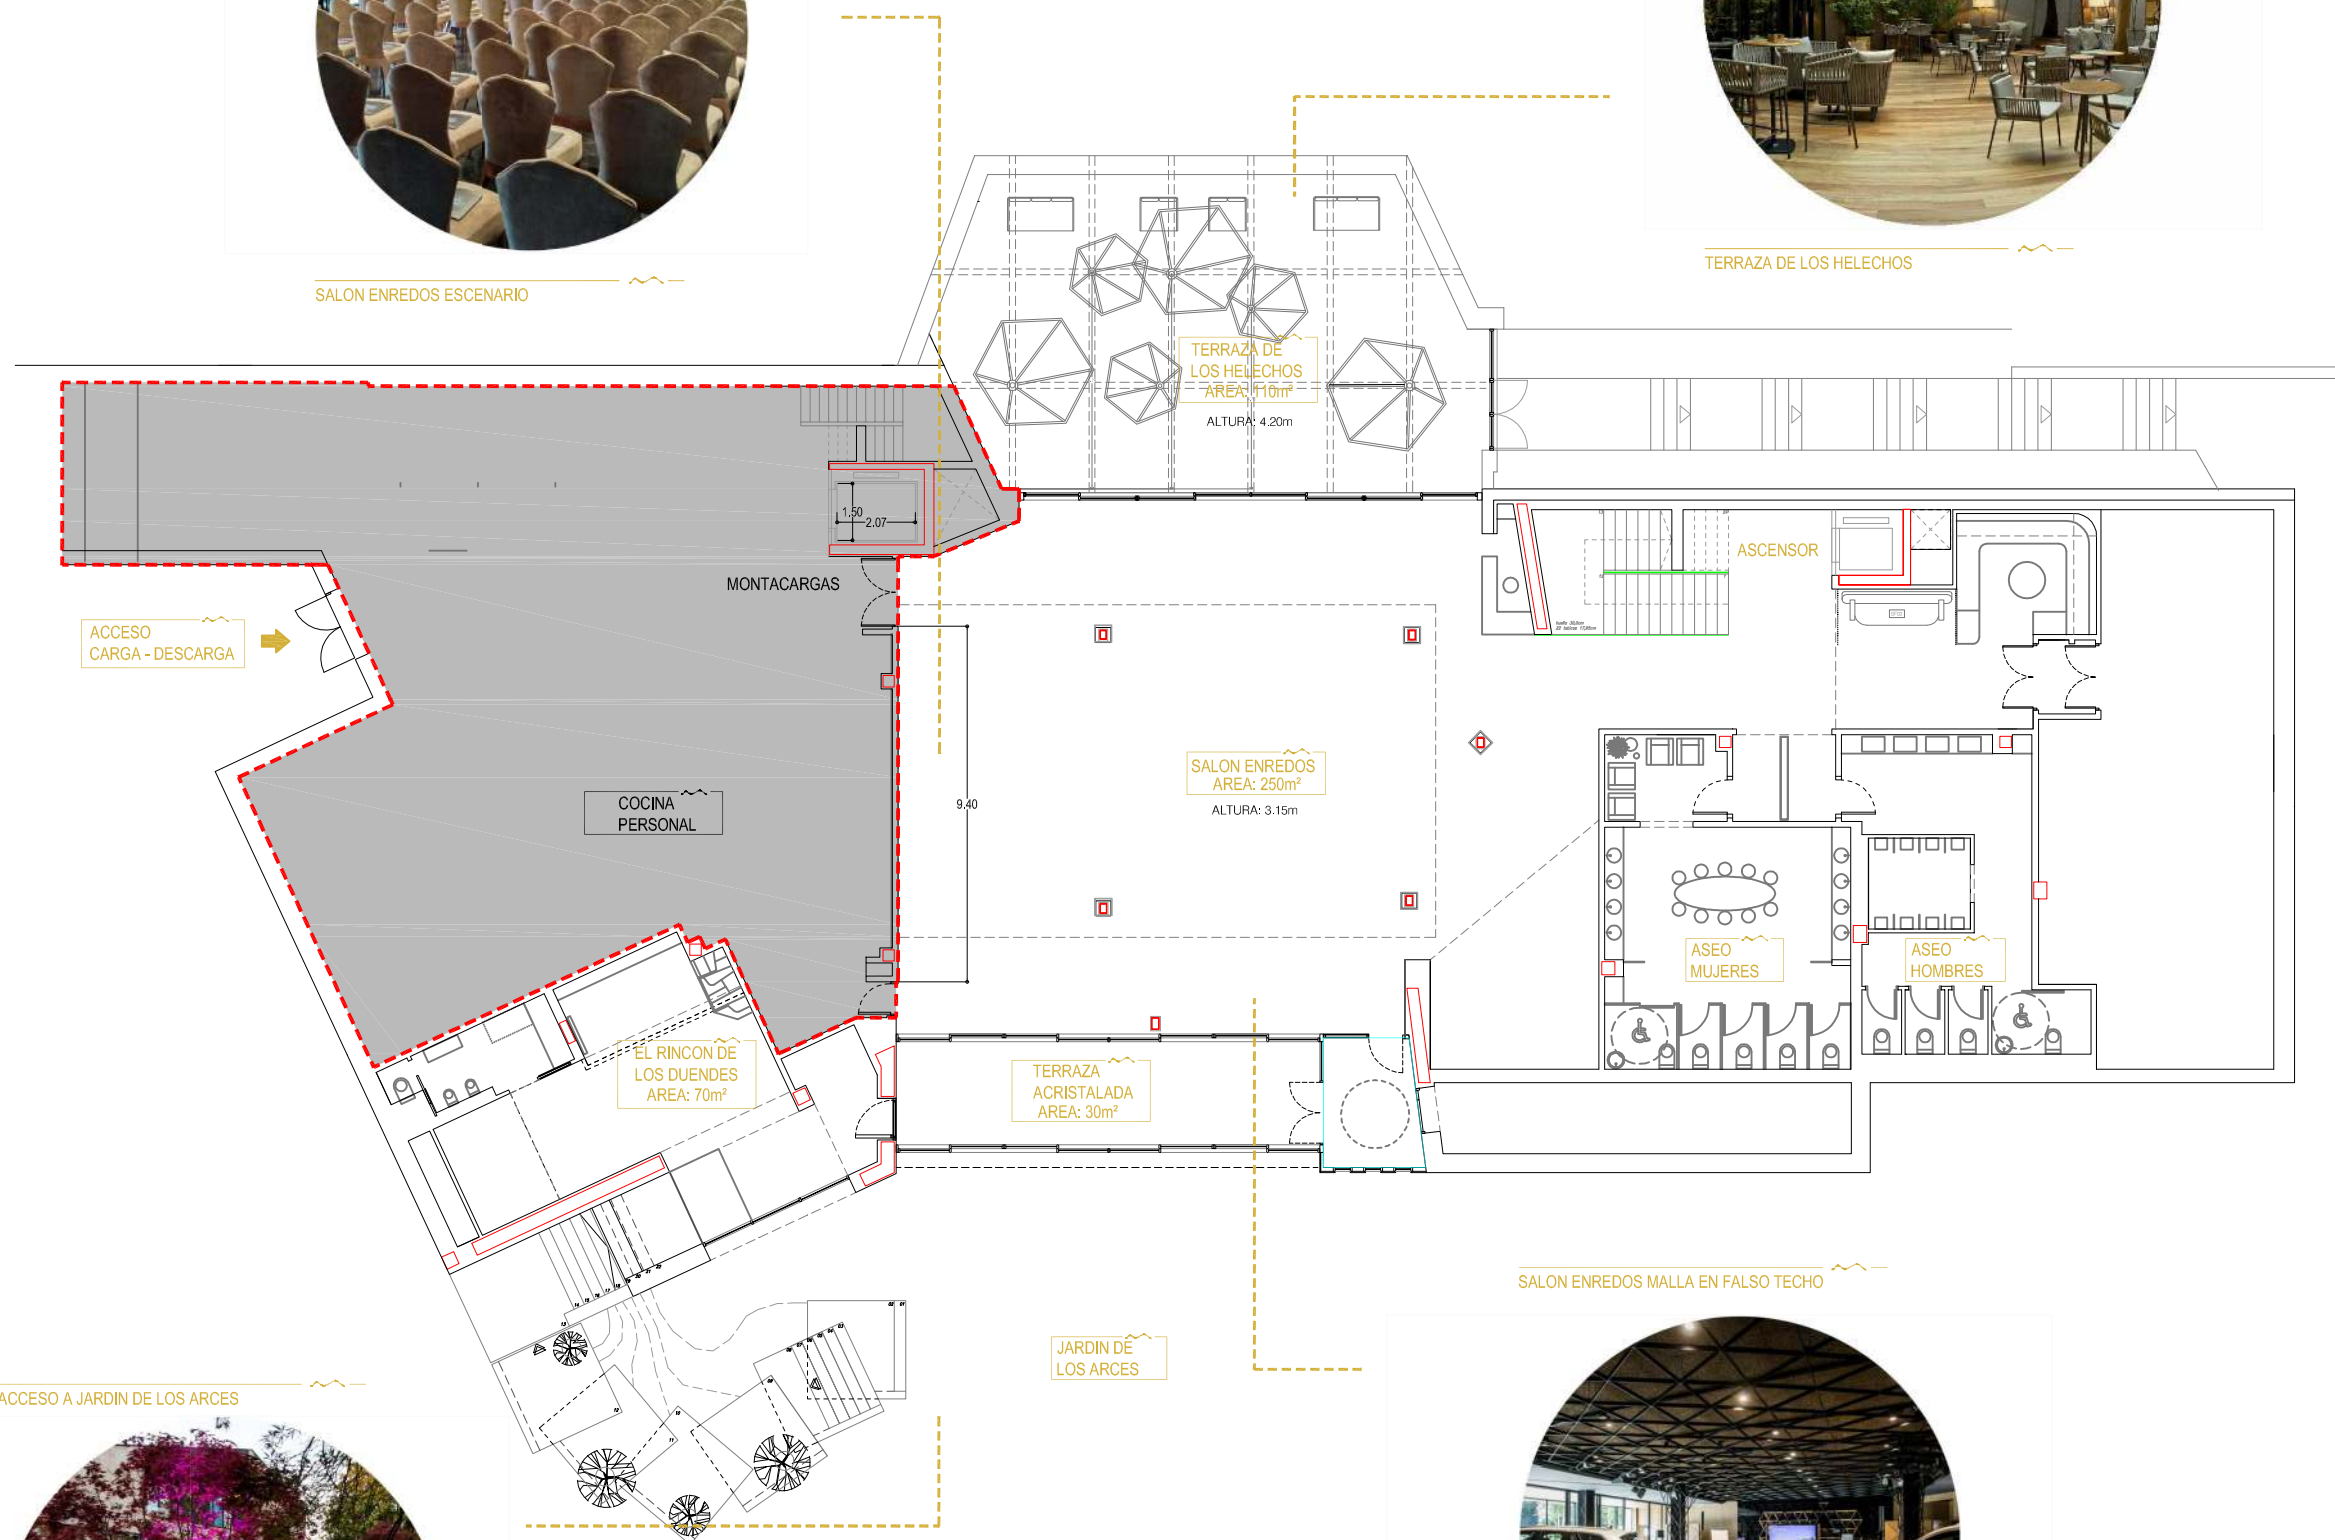 SALON ENREDOS ESCENARIO
TERRAZA DE LOS HELECHOS
TERRAZA DE
LOS HELECHOS
AREA: 110m²
ALTURA: 4.20m
1.50
2.07
MONTACARGAS
ASCENSOR
ACCESO
CARGA - DESCARGA
COCINA
PERSONAL
9.40
SALON ENREDOS
AREA: 250m²
ALTURA: 3.15m
ASEO
MUJERES
ASEO
HOMBRES
EL RINCON DE
LOS DUENDES
AREA: 70m²
TERRAZA
ACRISTALADA
AREA: 30m²
SALON ENREDOS MALLA EN FALSO TECHO
JARDIN DE
LOS ARCES
ACCESO A JARDIN DE LOS ARCES